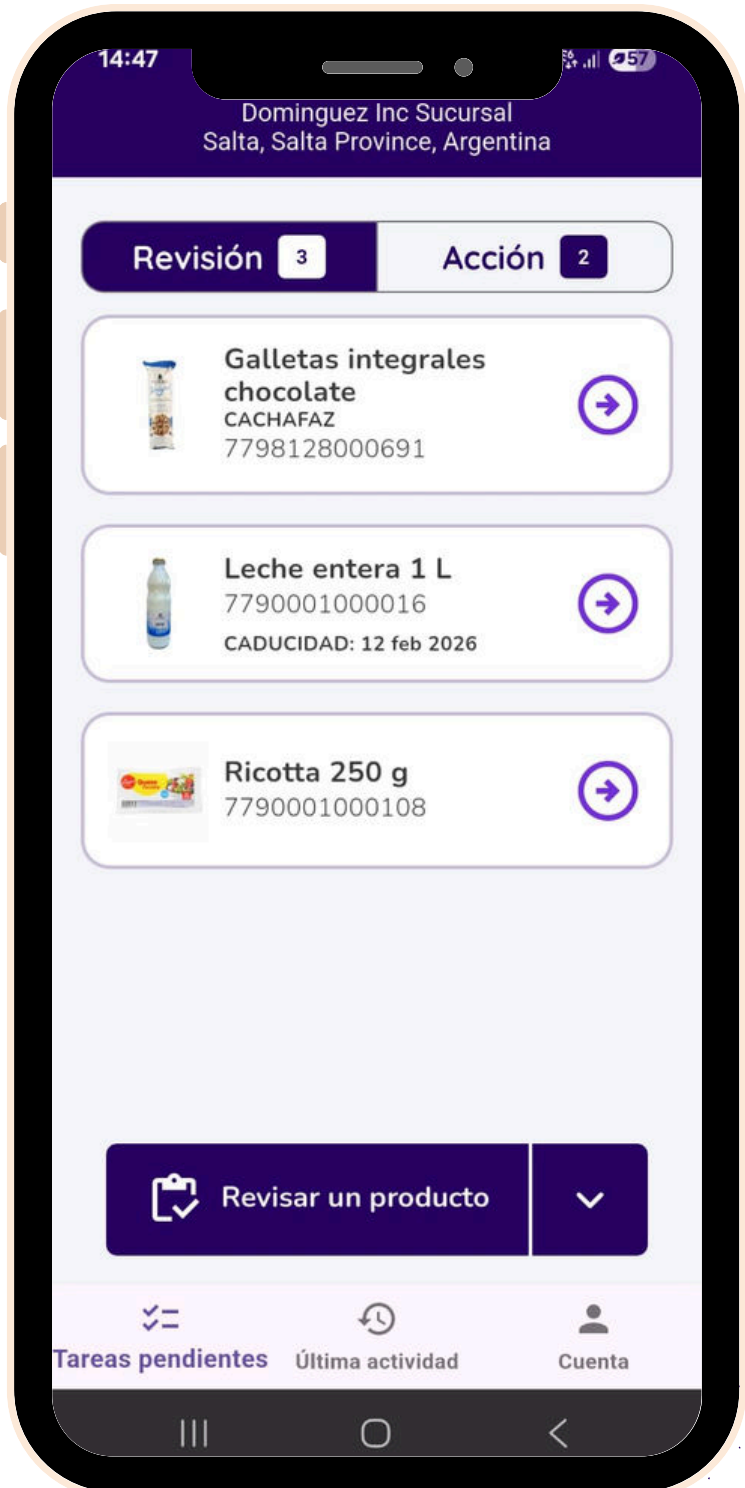 14:47
57
Dominguez Inc Sucursal
Salta, Salta Province, Argentina
Revisión 3
Acción 2
Galletas integrales
chocolate
CACHAFAZ
7798128000691
Leche entera 1 L
7790001000016
CADUCIDAD: 12 feb 2026
Ricotta 250 g
7790001000108
Revisar un producto
Tareas pendientes
Última actividad
Cuenta